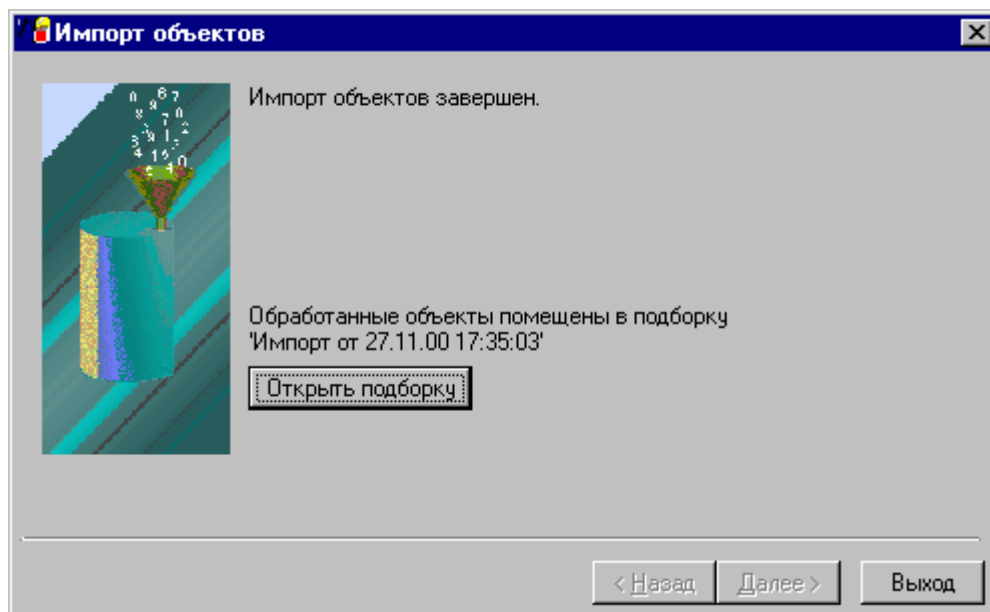 Импорт объектов
Импорт объектов завершен.
Обработанные объекты помещены в подборку
'Импорт от 27.11.00 17:35:03'
Открыть подборку
< Назад
Далее >
Выход